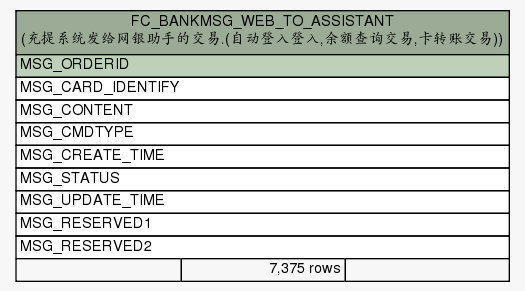 FC_BANKMSG_WEB_TO_ASSISTANT
(充提系统发给网银助手的交易.(自动登入登入,余额查询交易,卡转账交易))
MSG_ORDERID
MSG_CARD_IDENTIFY
MSG_CONTENT
MSG_CMDTYPE
MSG_CREATE_TIME
MSG_STATUS
MSG_UPDATE_TIME
MSG_RESERVED1
MSG_RESERVED2
7,375 rows